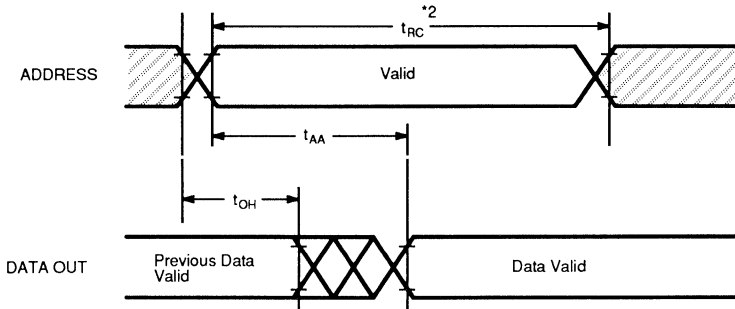 *2
tRC
ADDRESS
Valid
tAA
tOH
DATA OUT
Previous Data
Valid
Data Valid